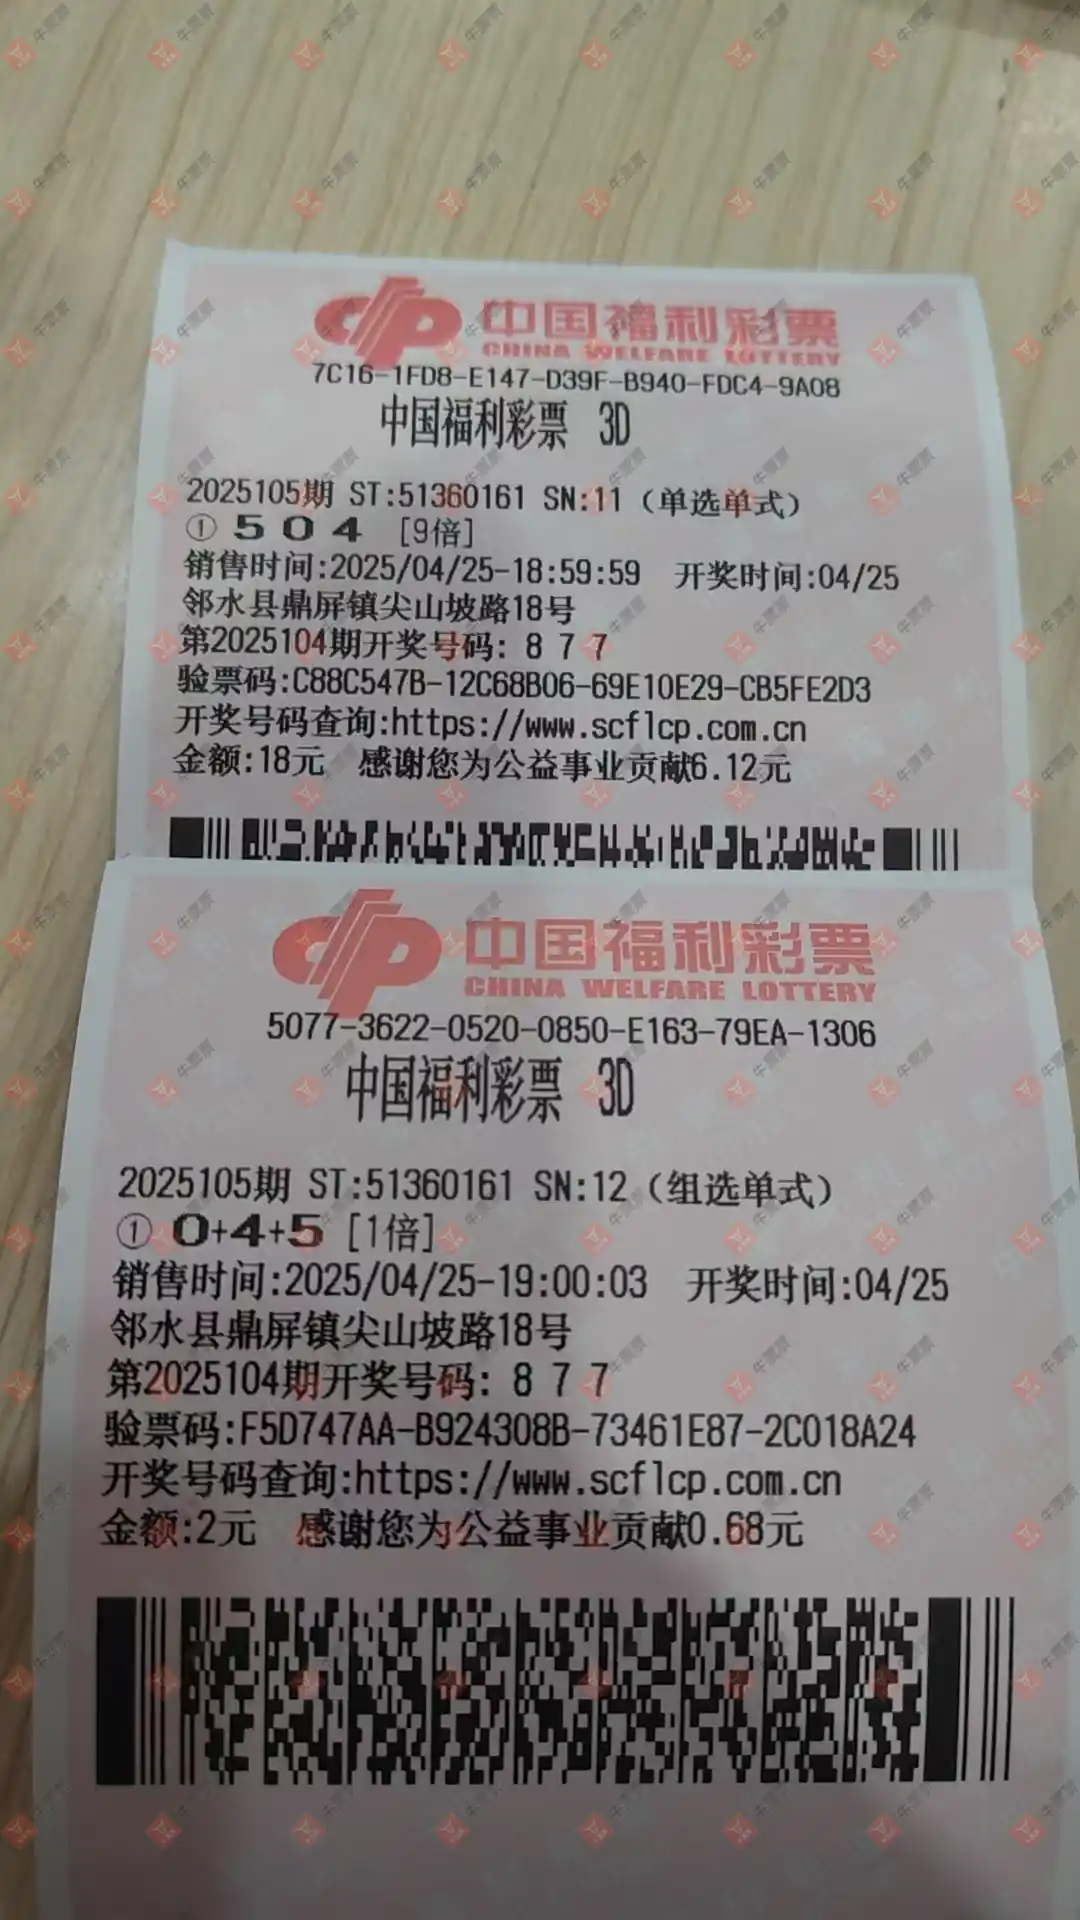 中国福利彩票
CHINA WELFARE LOTTERY
7C16-1FD8-E147-D39F-B940-FDC4-9A08
中国福利彩票 3D
2025105期 ST:51360161 SN:11（单选单式）
① 5 0 4 [9倍]
销售时间:2025/04/25-18:59:59 开奖时间:04/25
邻水县鼎屏镇尖山坡路18号
第2025104期开奖号码: 8 7 7
验票码:C88C547B-12C68B06-69E10E29-CB5FE2D3
开奖号码查询:https://www.scflcp.com.cn
金额:18元 感谢您为公益事业贡献6.12元
中国福利彩票
CHINA WELFARE LOTTERY
5077-3622-0520-0850-E163-79EA-1306
中国福利彩票 3D
2025105期 ST:51360161 SN:12（组选单式）
① 0+4+5 [1倍]
销售时间:2025/04/25-19:00:03 开奖时间:04/25
邻水县鼎屏镇尖山坡路18号
第2025104期开奖号码: 8 7 7
验票码:F5D747AA-B924308B-73461E87-2C018A24
开奖号码查询:https://www.scflcp.com.cn
金额:2元 感谢您为公益事业贡献0.68元